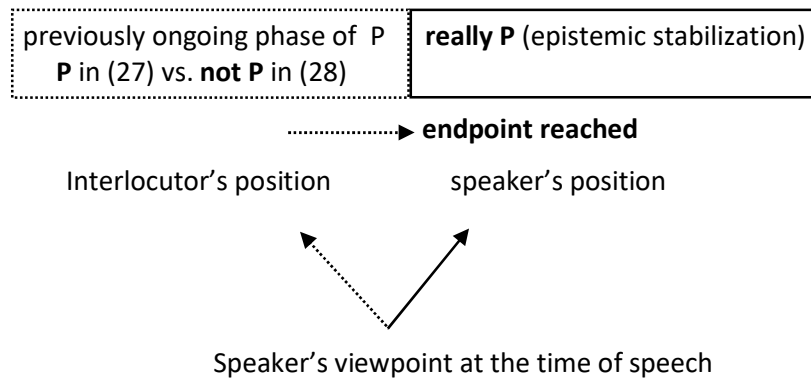 previously ongoing phase of P
P in (27) vs. not P in (28)
really P (epistemic stabilization)
endpoint reached
Interlocutor’s position
speaker’s position
Speaker’s viewpoint at the time of speech